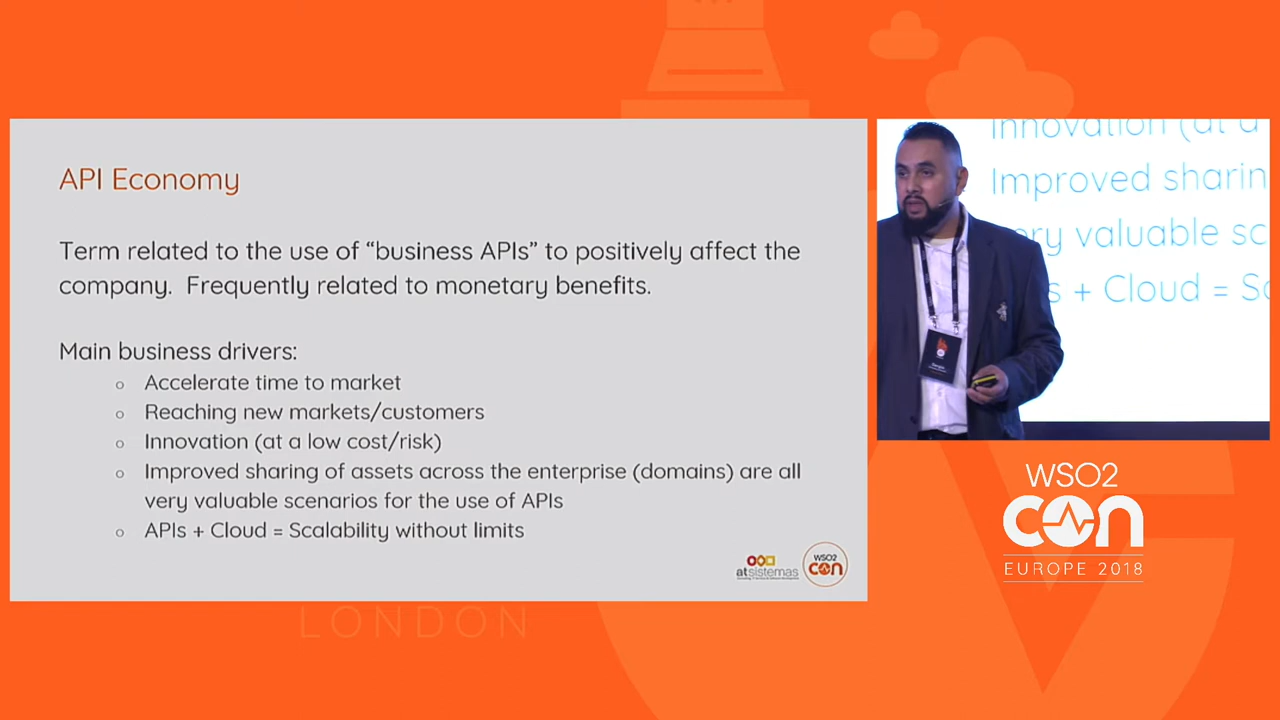 API Economy
Term related to the use of “business APIs” to positively affect the
company. Frequently related to monetary benefits.
Main business drivers:
Accelerate time to market
Reaching new markets/customers
Innovation (at a low cost/risk)
Improved sharing of assets across the enterprise (domains) are all
very valuable scenarios for the use of APIs
APIs + Cloud = Scalability without limits
atsistemas
WSO2
CON
Innovation (at a
Improved sharin
ery valuable sc
s + Cloud = Sc
WSO2
CON
EUROPE 2018
LONDON